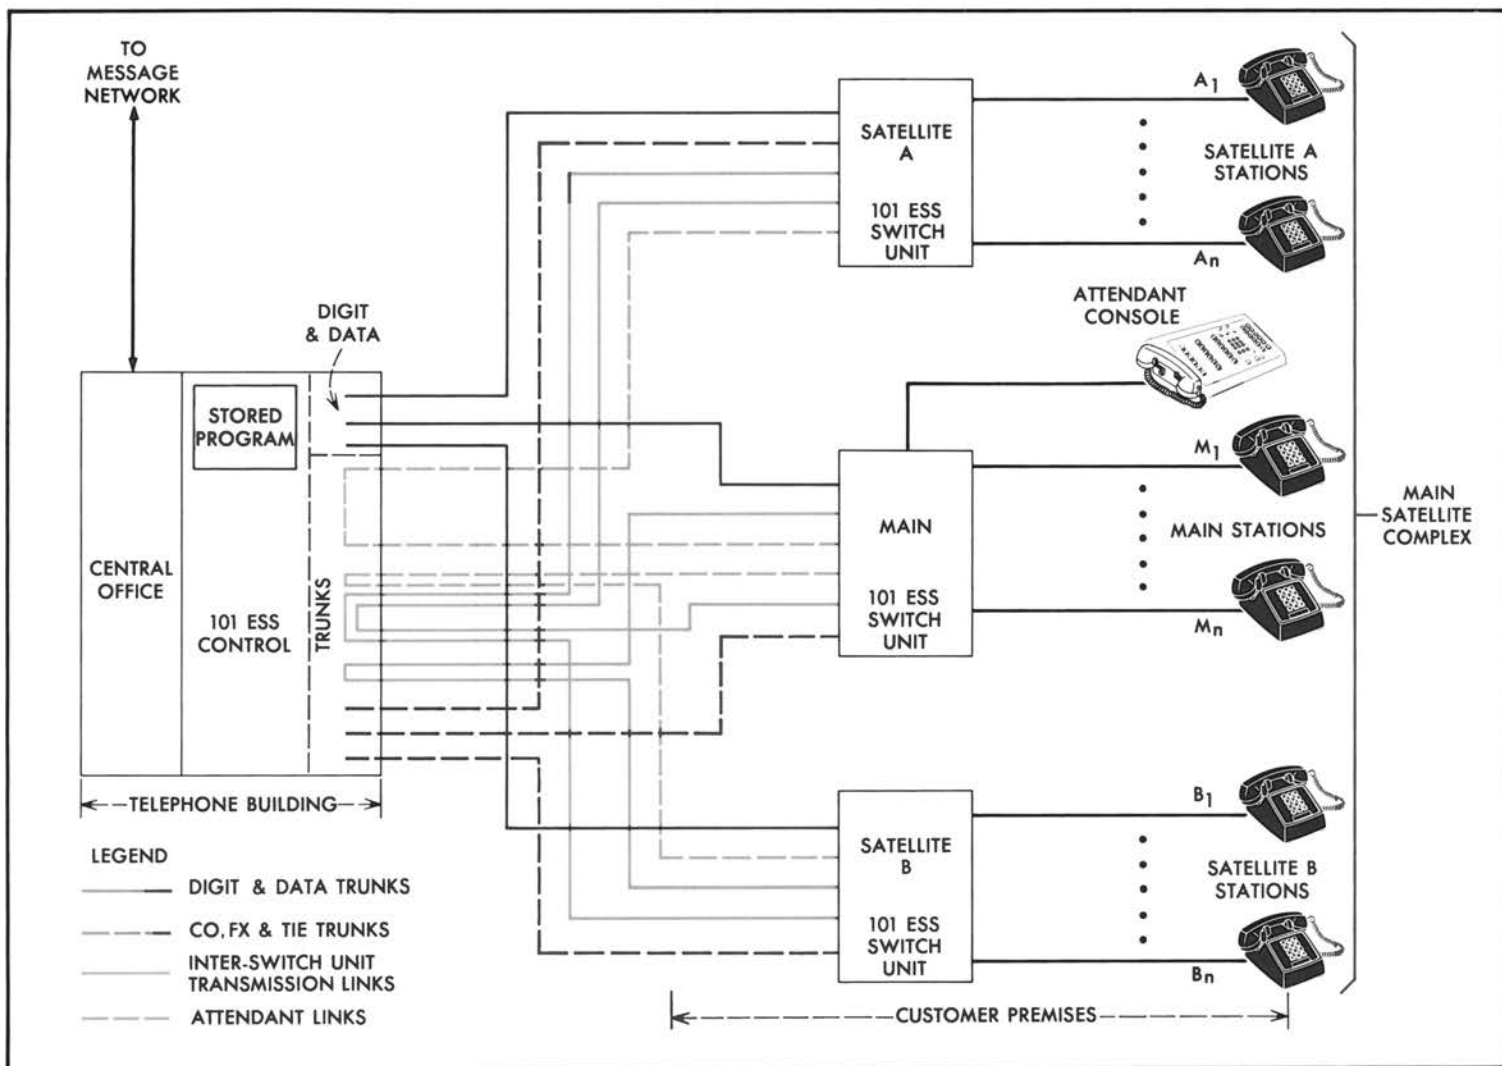 TO
MESSAGE
NETWORK
DIGIT
& DATA
STORED
PROGRAM
CENTRAL
OFFICE
101 ESS
CONTROL
TRUNKS
TELEPHONE BUILDING
SATELLITE
A
101 ESS
SWITCH
UNIT
A1
SATELLITE A
STATIONS
An
ATTENDANT
CONSOLE
MAIN
101 ESS
SWITCH
UNIT
M1
MAIN STATIONS
Mn
MAIN
SATELLITE
COMPLEX
SATELLITE
B
101 ESS
SWITCH
UNIT
B1
SATELLITE B
STATIONS
Bn
CUSTOMER PREMISES
LEGEND
DIGIT & DATA TRUNKS
CO, FX & TIE TRUNKS
INTER-SWITCH UNIT
TRANSMISSION LINKS
ATTENDANT LINKS